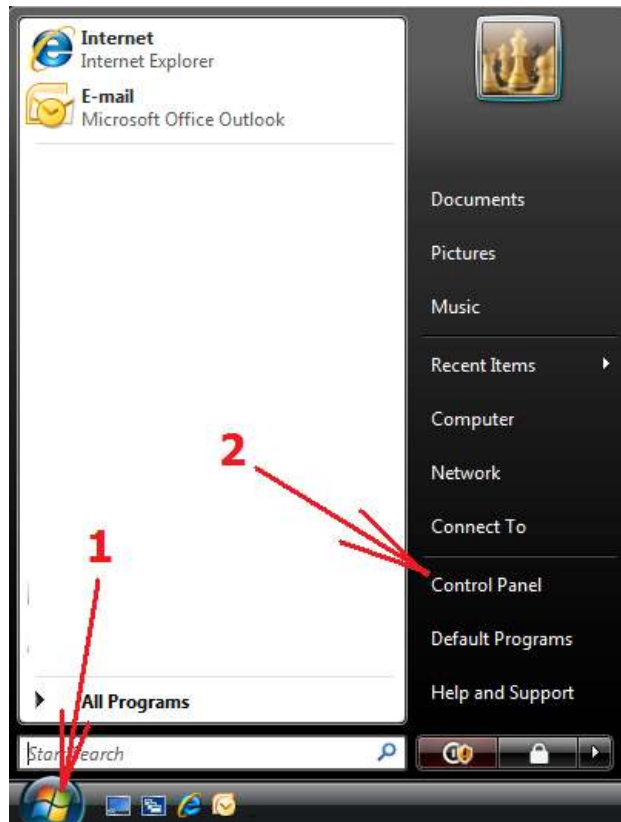 Internet
Internet Explorer
E-mail
Microsoft Office Outlook
Documents
Pictures
Music
Recent Items
Computer
2
Network
Connect To
1
Control Panel
Default Programs
Help and Support
All Programs
Start Search